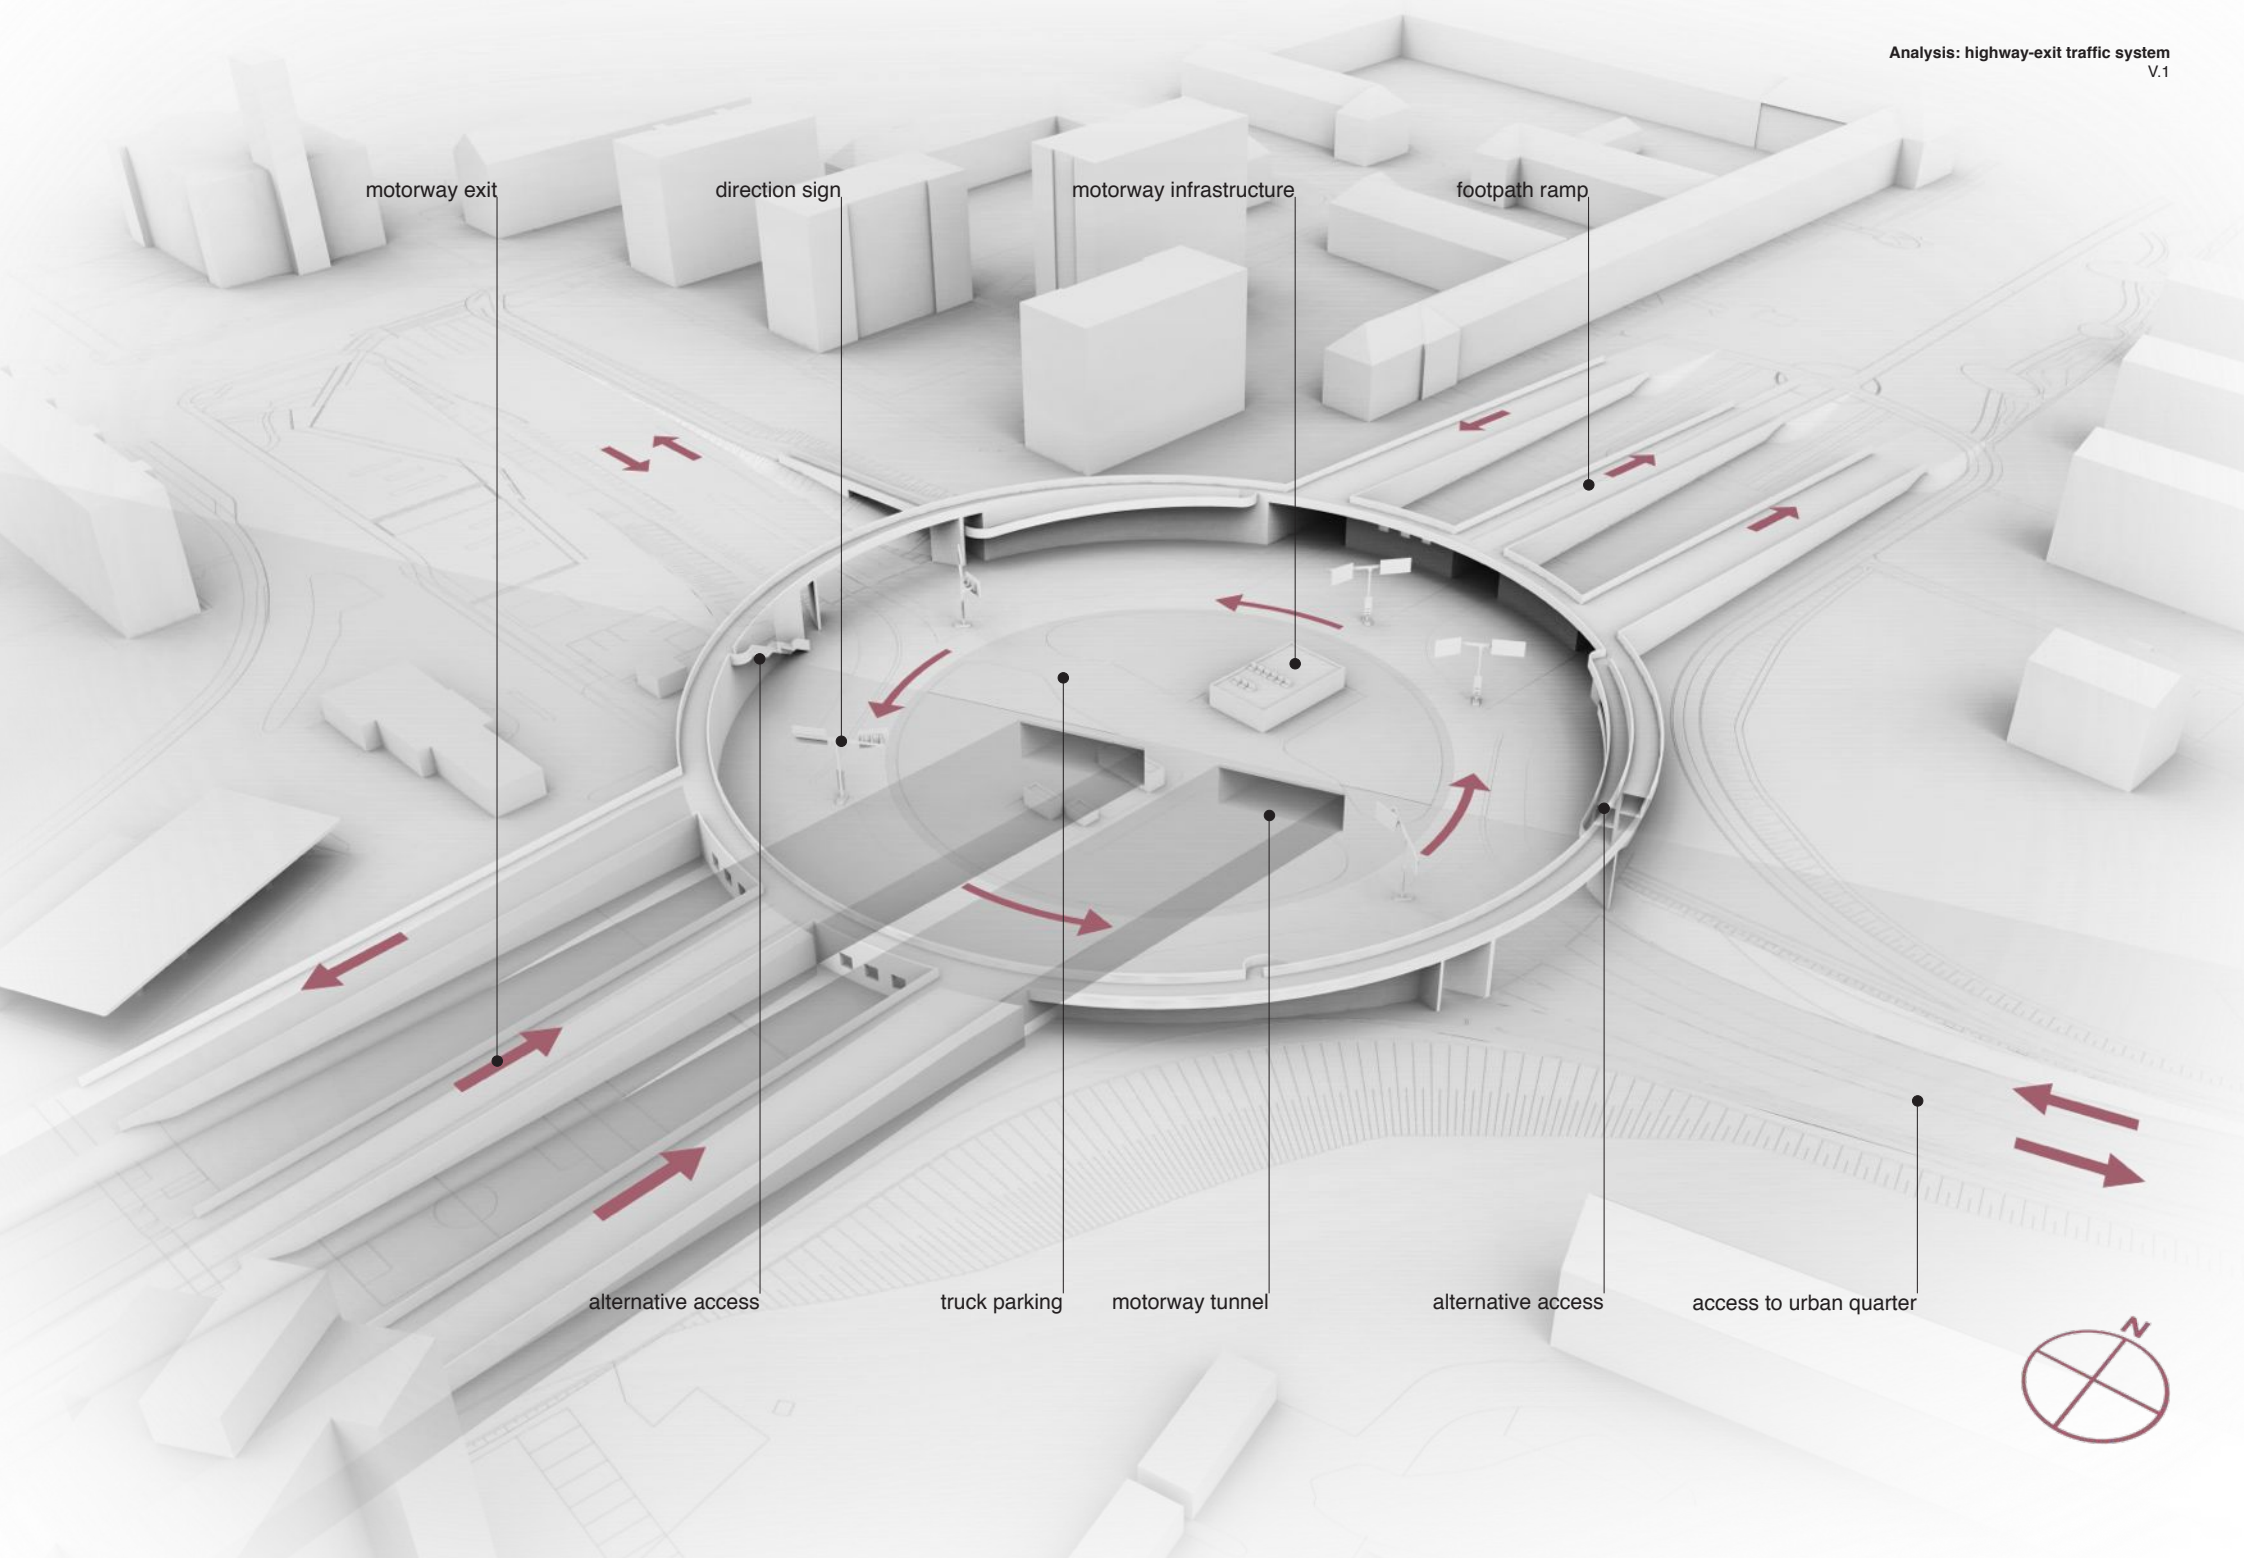 Analysis: highway-exit traffic system
V.1
motorway exit
direction sign
motorway infrastructure
footpath ramp
alternative access
truck parking
motorway tunnel
alternative access
access to urban quarter
N